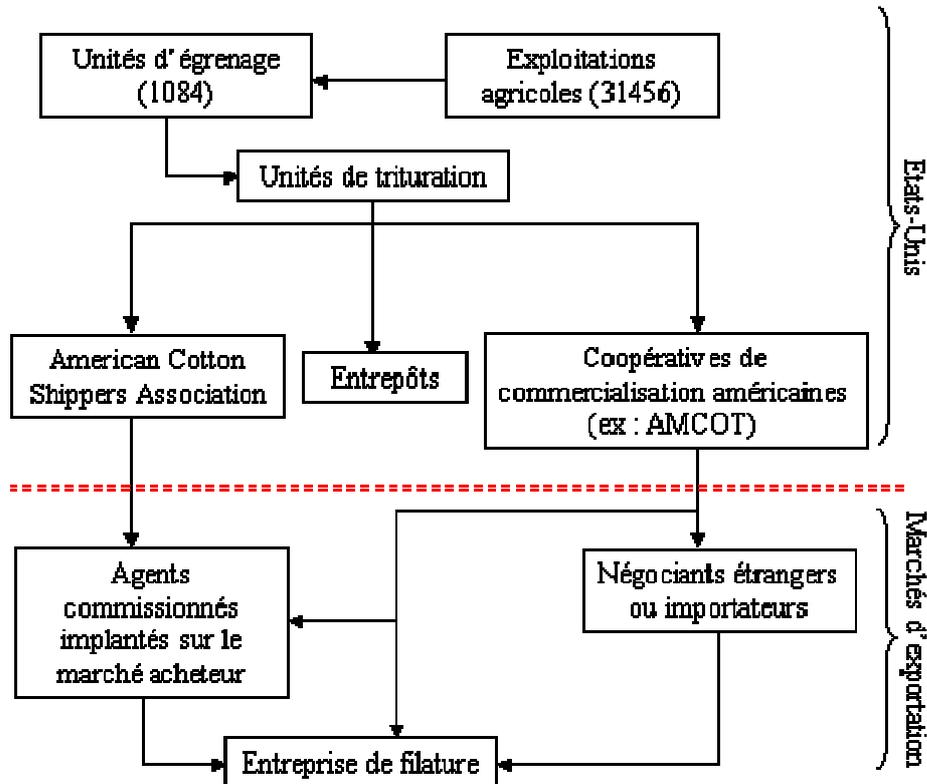 Unités d'égrenage
(1084)
Exploitations
agricoles (31456)
Unités de trituration
Etats-Unis
American Cotton
Shippers Association
Entrepôts
Coopératives de
commercialisation américaines
(ex : AMCOT)
Agents
commissionnés
implantés sur le
marché acheteur
Négociants étrangers
ou importateurs
Marchés d'exportation
Entreprise de filature